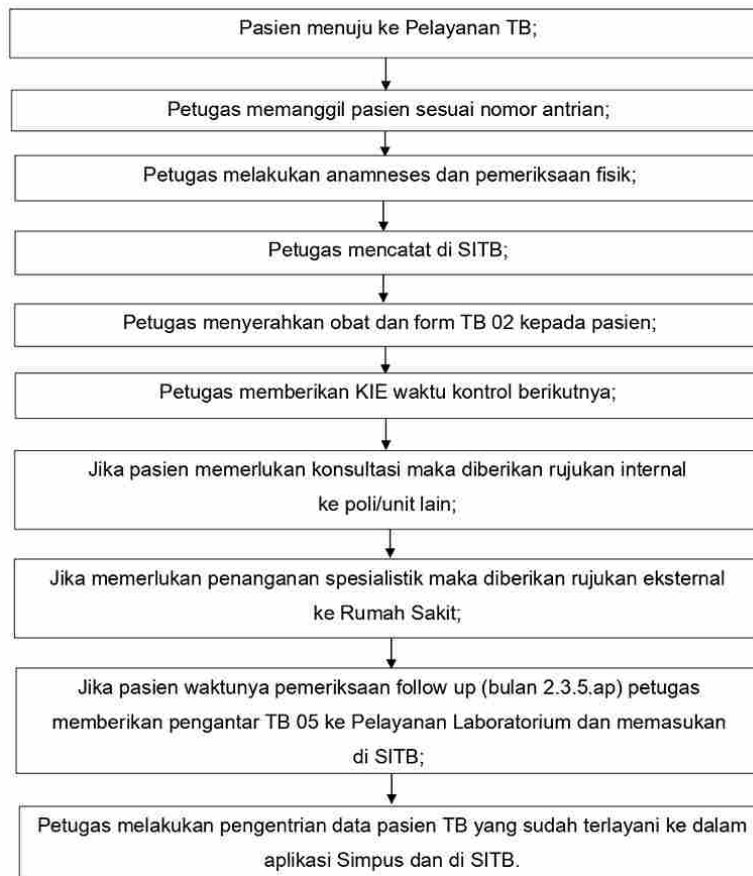 Pasien menuju ke Pelayanan TB;
Petugas memanggil pasien sesuai nomor antrian;
Petugas melakukan anamneses dan pemeriksaan fisik;
Petugas mencatat di SITB;
Petugas menyerahkan obat dan form TB 02 kepada pasien;
Petugas memberikan KIE waktu kontrol berikutnya;
Jika pasien memerlukan konsultasi maka diberikan rujukan internal
ke poli/unit lain;
Jika memerlukan penanganan spesialistik maka diberikan rujukan eksternal
ke Rumah Sakit;
Jika pasien waktunya pemeriksaan follow up (bulan 2.3.5.ap) petugas
memberikan pengantar TB 05 ke Pelayanan Laboratorium dan memasukan
di SITB;
Petugas melakukan pengentrian data pasien TB yang sudah terlayani ke dalam
aplikasi Simpus dan di SITB.